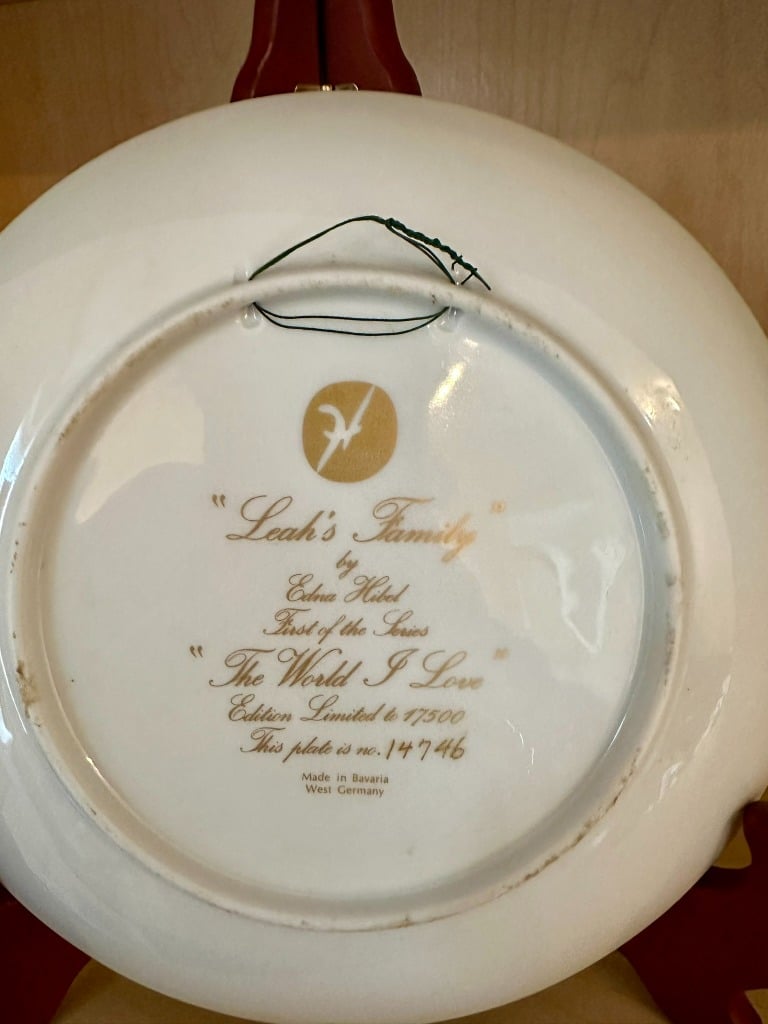 "Leah's Family"
by
Edna Hibel
First of the Series
"The World I Love"
Edition Limited to 17500
This plate is no. 14746
Made in Bavaria
West Germany